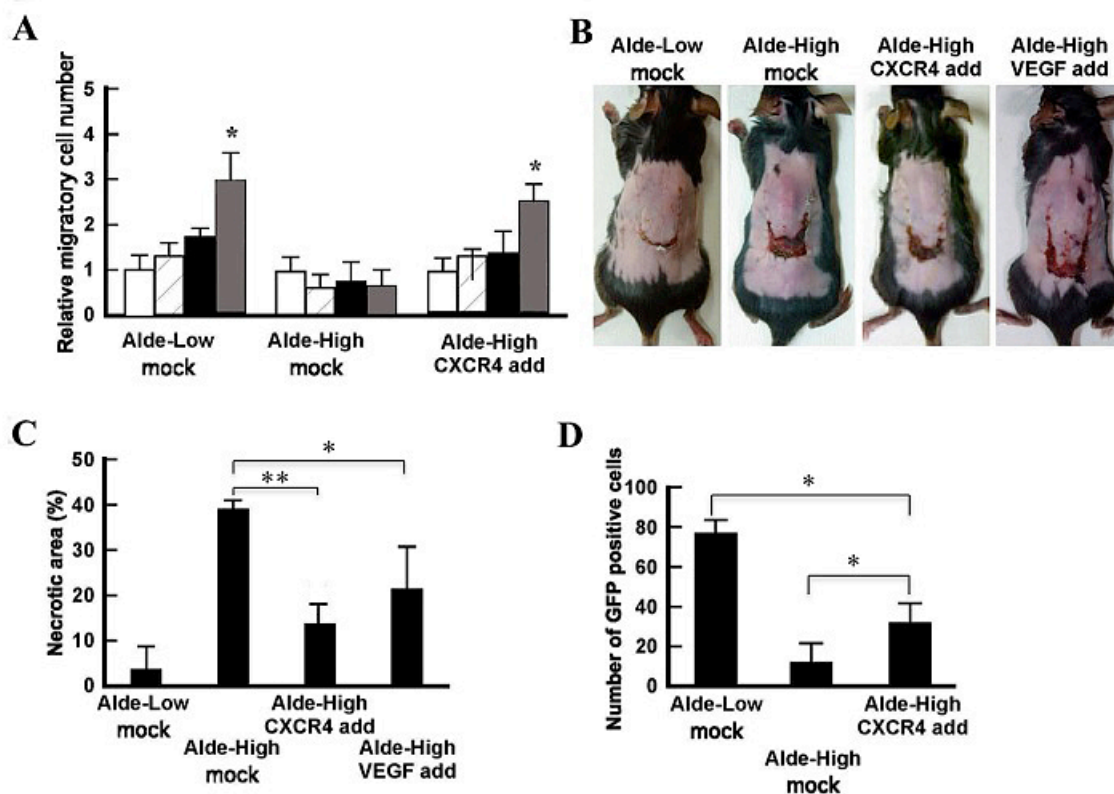 A
Relative migratory cell number
5
4
3
2
1
0
*
*
Alde-Low
mock
Alde-High
mock
Alde-High
CXCR4 add
B
Alde-Low
mock
Alde-High
mock
Alde-High
CXCR4 add
Alde-High
VEGF add
C
Necrotic area (%)
50
40
30
20
10
0
*
**
Alde-Low
mock
Alde-High
mock
Alde-High
CXCR4 add
Alde-High
VEGF add
D
Number of GFP positive cells
100
80
60
40
20
0
*
*
Alde-Low
mock
Alde-High
mock
Alde-High
CXCR4 add